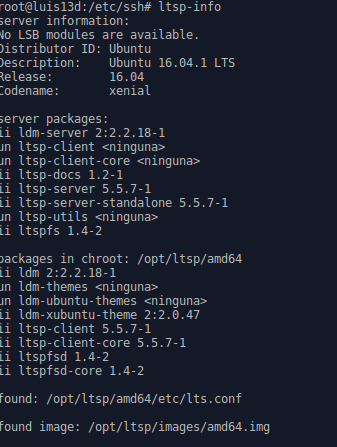 root@luis13d:/etc/ssh# ltsp-info
server information:
No LSB modules are available.
Distributor ID: Ubuntu
Description:    Ubuntu 16.04.1 LTS
Release:        16.04
Codename:       xenial

server packages:
ii ldm-server 2:2.2.18-1
un ltsp-client <ninguna>
un ltsp-client-core <ninguna>
ii ltsp-docs 1.2-1
ii ltsp-server 5.5.7-1
ii ltsp-server-standalone 5.5.7-1
un ltsp-utils <ninguna>
ii ltspfs 1.4-2

packages in chroot: /opt/ltsp/amd64
ii ldm 2:2.2.18-1
un ldm-themes <ninguna>
un ldm-ubuntu-themes <ninguna>
ii ldm-xubuntu-theme 2:2.0.47
ii ltsp-client 5.5.7-1
ii ltsp-client-core 5.5.7-1
ii ltspfsd 1.4-2
ii ltspfsd-core 1.4-2

found: /opt/ltsp/amd64/etc/lts.conf

found image: /opt/ltsp/images/amd64.img